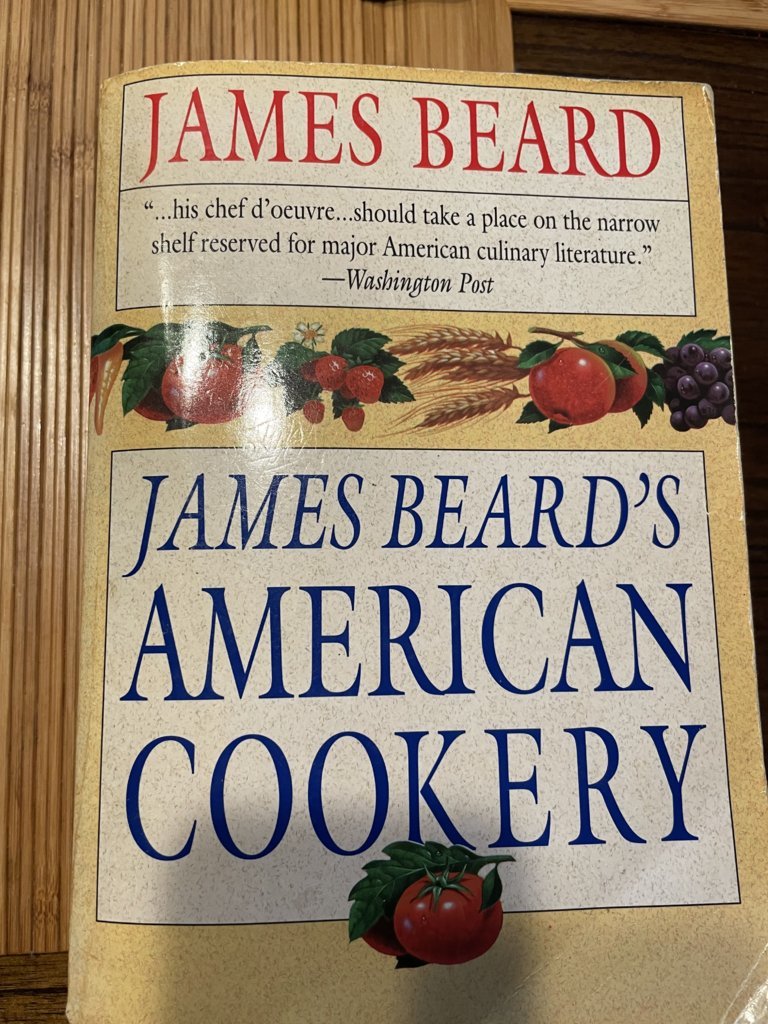 JAMES BEARD
“...his chef d’oeuvre...should take a place on the narrow
shelf reserved for major American culinary literature.”
—Washington Post
JAMES BEARD’S
AMERICAN
COOKERY